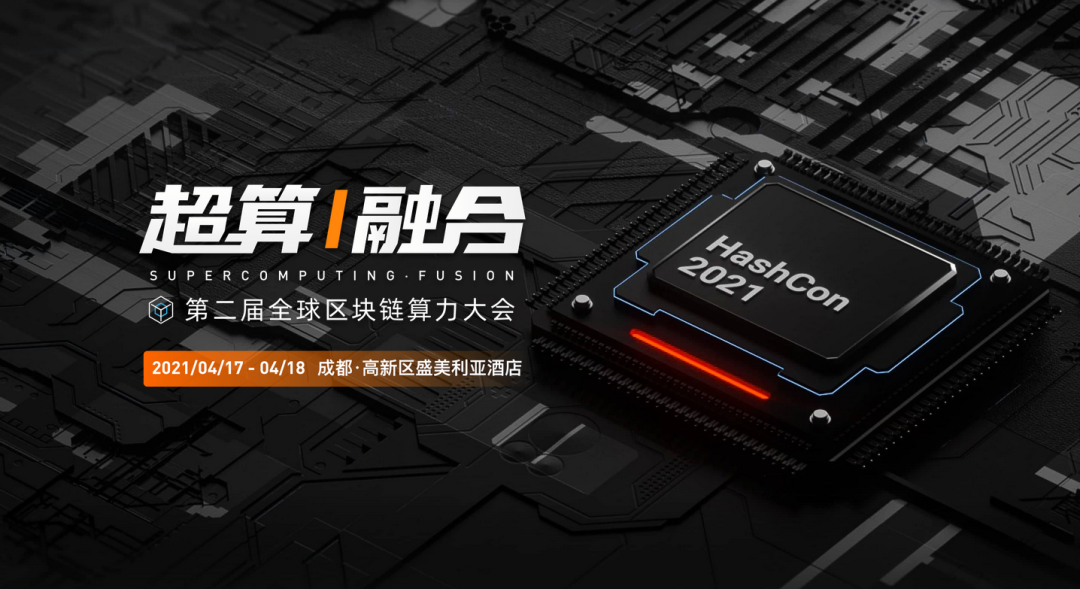 超算|融合
SUPERCOMPUTING·FUSION
第二届全球区块链算力大会
2021/04/17 - 04/18 成都·高新区盛美利亚酒店
HashCon
2021